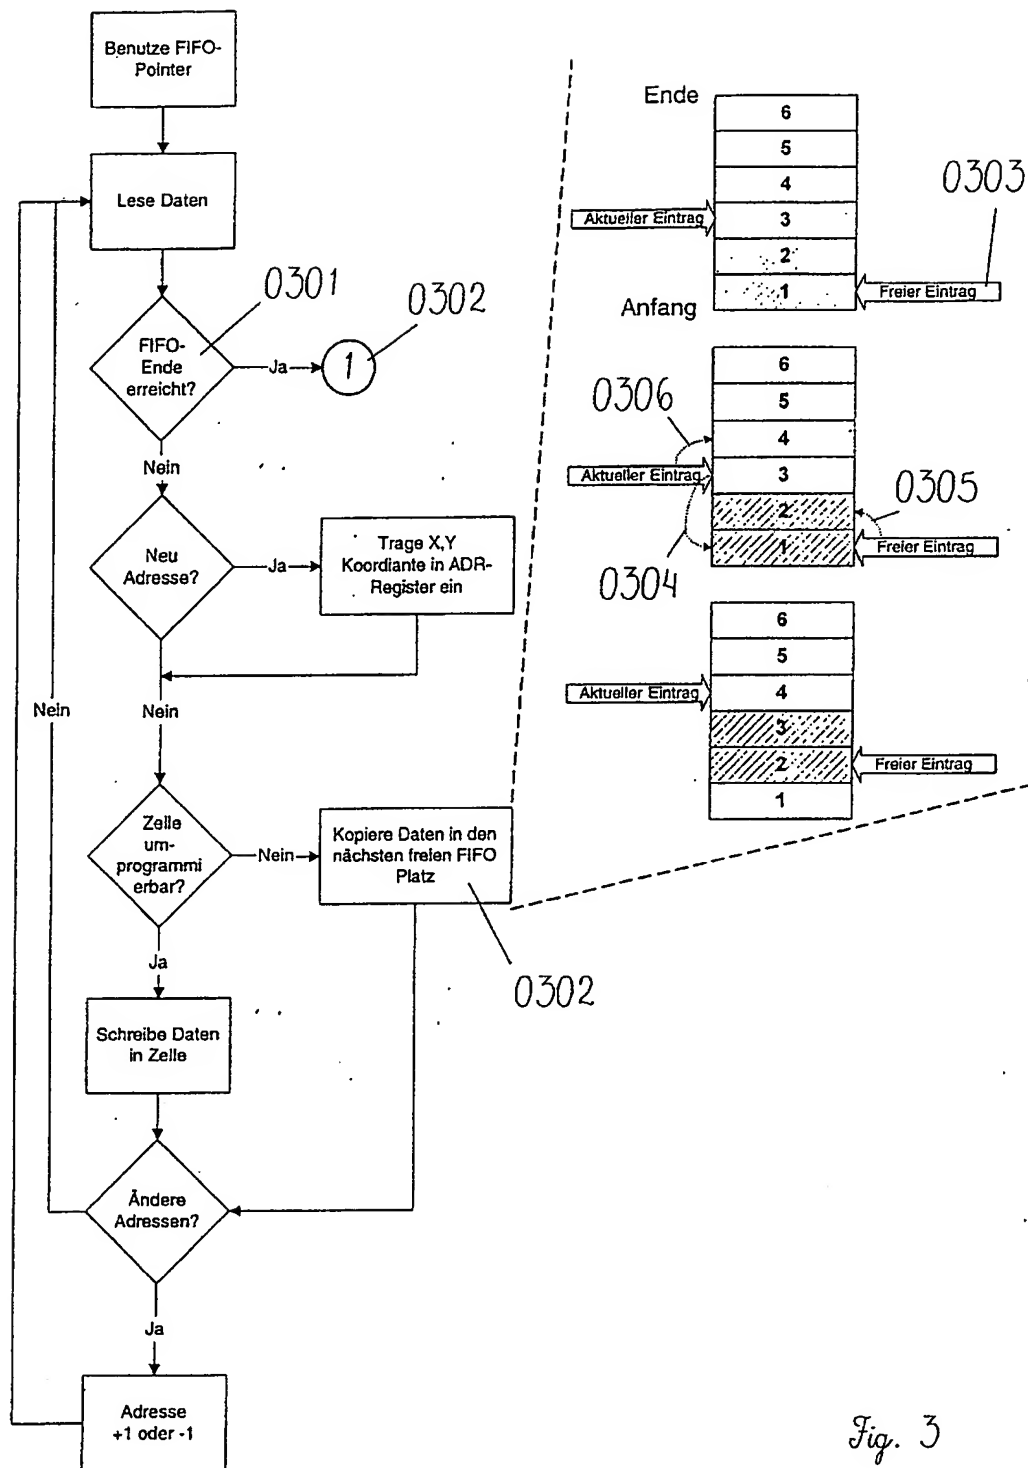 Benutze FIFO-
Pointer
Lese Daten
0301
0302
FIFO-
Ende
erreicht?
Ja
1
Nein
Neu
Adresse?
Ja
Trage X,Y
Koordiante in ADR-
Register ein
Nein
Nein
Zelle
um-
programmi
erbar?
Nein
Kopiere Daten in den
nächsten freien FIFO
Platz
0302
Ja
Schreibe Daten
in Zelle
Ändere
Adressen?
Ja
Adresse
+1 oder -1
Ende
6
5
4
0303
Aktueller Eintrag
3
2
1
Freier Eintrag
Anfang
6
0306
5
4
Aktueller Eintrag
3
0305
2
1
Freier Eintrag
0304
6
5
Aktueller Eintrag
4
3
2
Freier Eintrag
1
Fig. 3